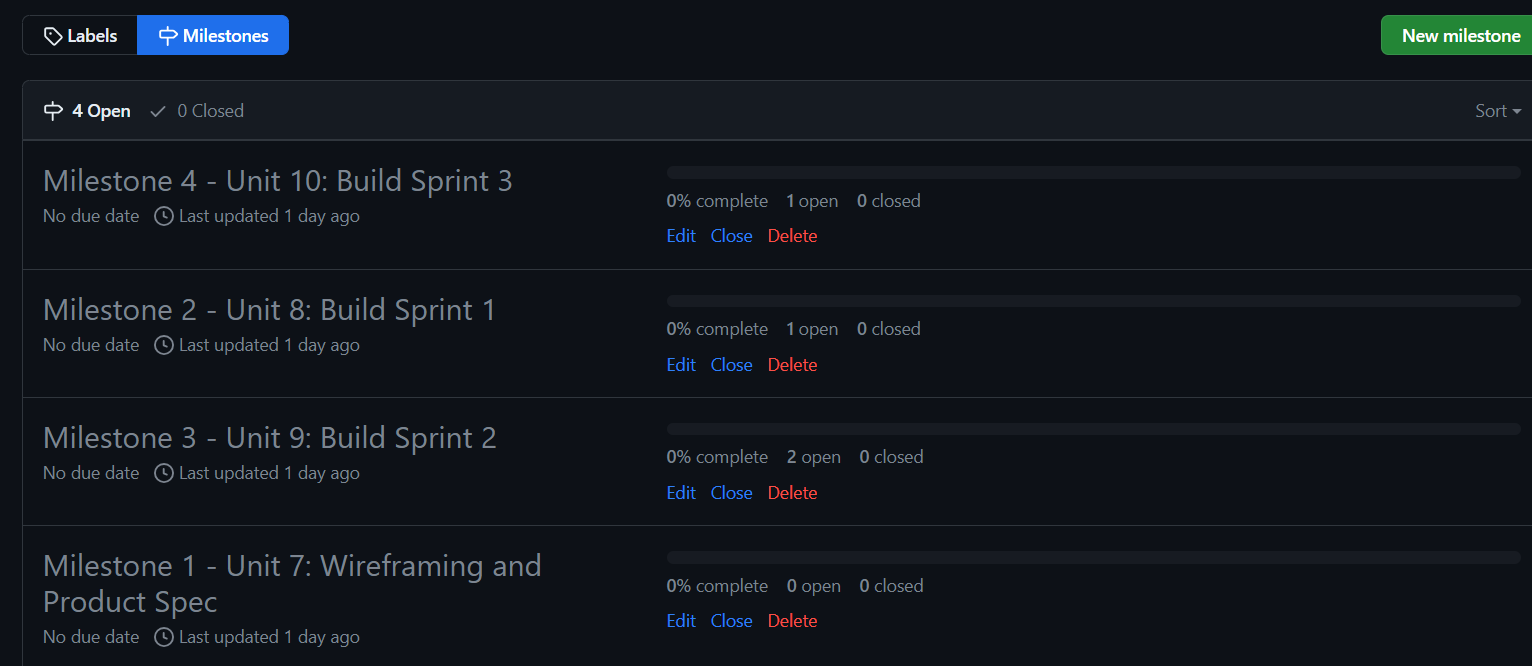 Labels Milestones New milestone
4 Open 0 Closed Sort
Milestone 4 - Unit 10: Build Sprint 3
No due date Last updated 1 day ago
0% complete 1 open 0 closed
Edit Close Delete
Milestone 2 - Unit 8: Build Sprint 1
No due date Last updated 1 day ago
0% complete 1 open 0 closed
Edit Close Delete
Milestone 3 - Unit 9: Build Sprint 2
No due date Last updated 1 day ago
0% complete 2 open 0 closed
Edit Close Delete
Milestone 1 - Unit 7: Wireframing and
Product Spec
No due date Last updated 1 day ago
0% complete 0 open 0 closed
Edit Close Delete